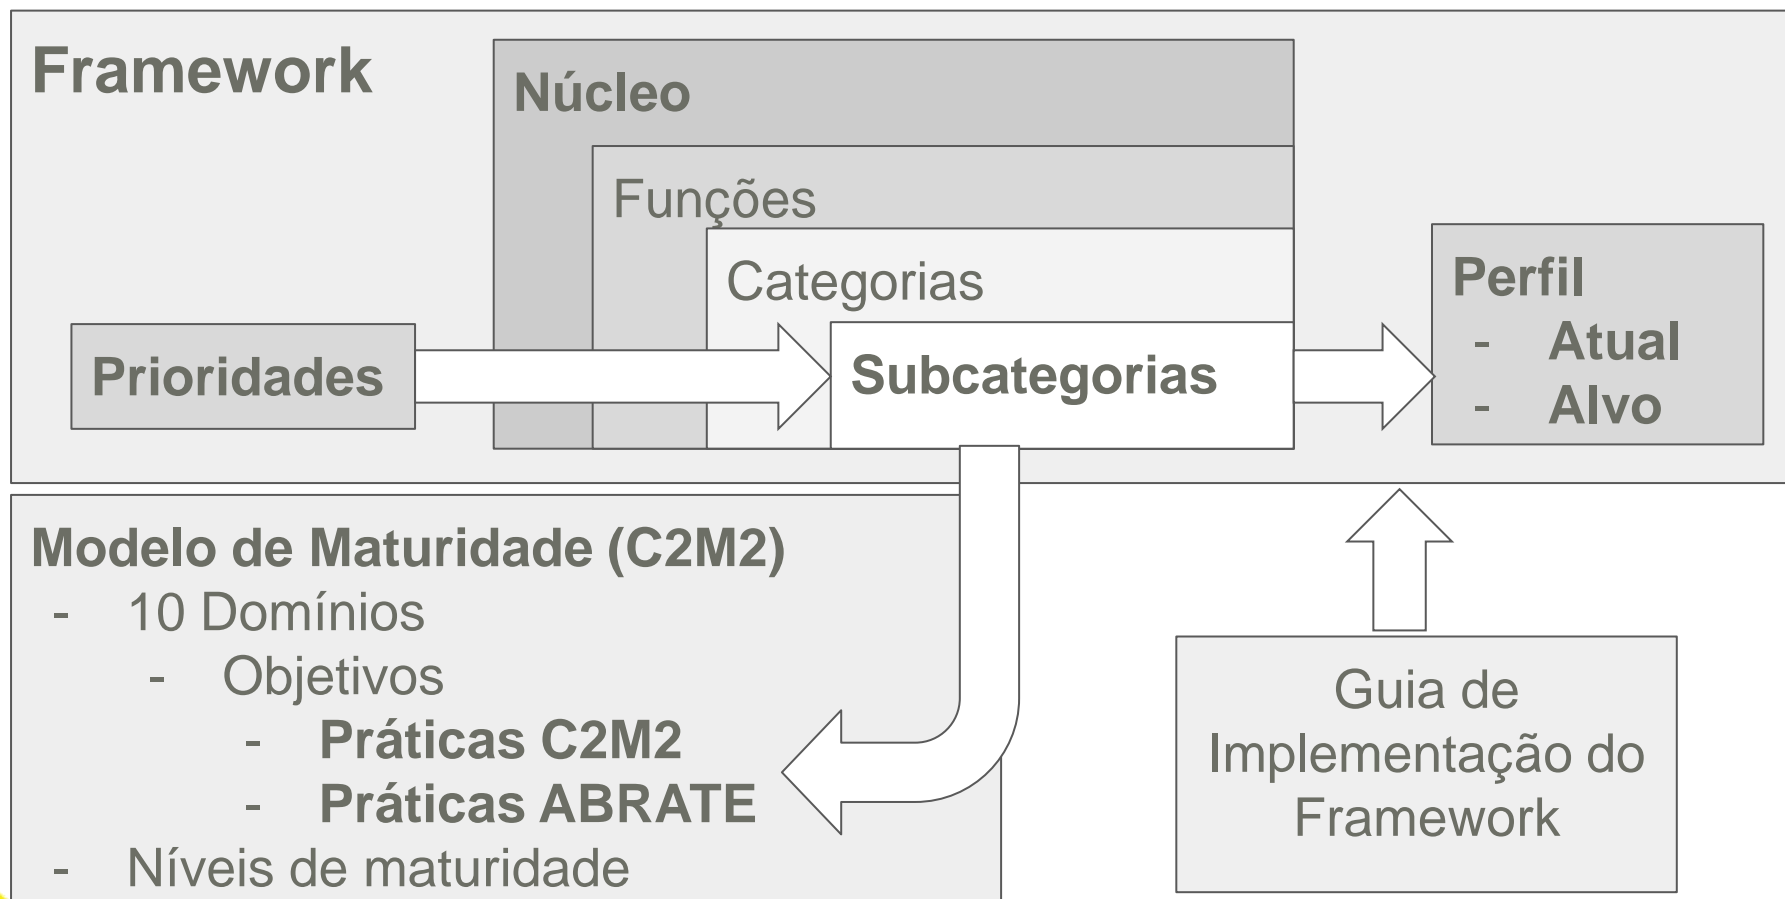 Framework
Núcleo
Funções
Categorias
Prioridades
Subcategorias
Perfil
- Atual
- Alvo
Modelo de Maturidade (C2M2)
- 10 Domínios
- Objetivos
- Práticas C2M2
- Práticas ABRATE
- Níveis de maturidade
Guia de
Implementação do
Framework